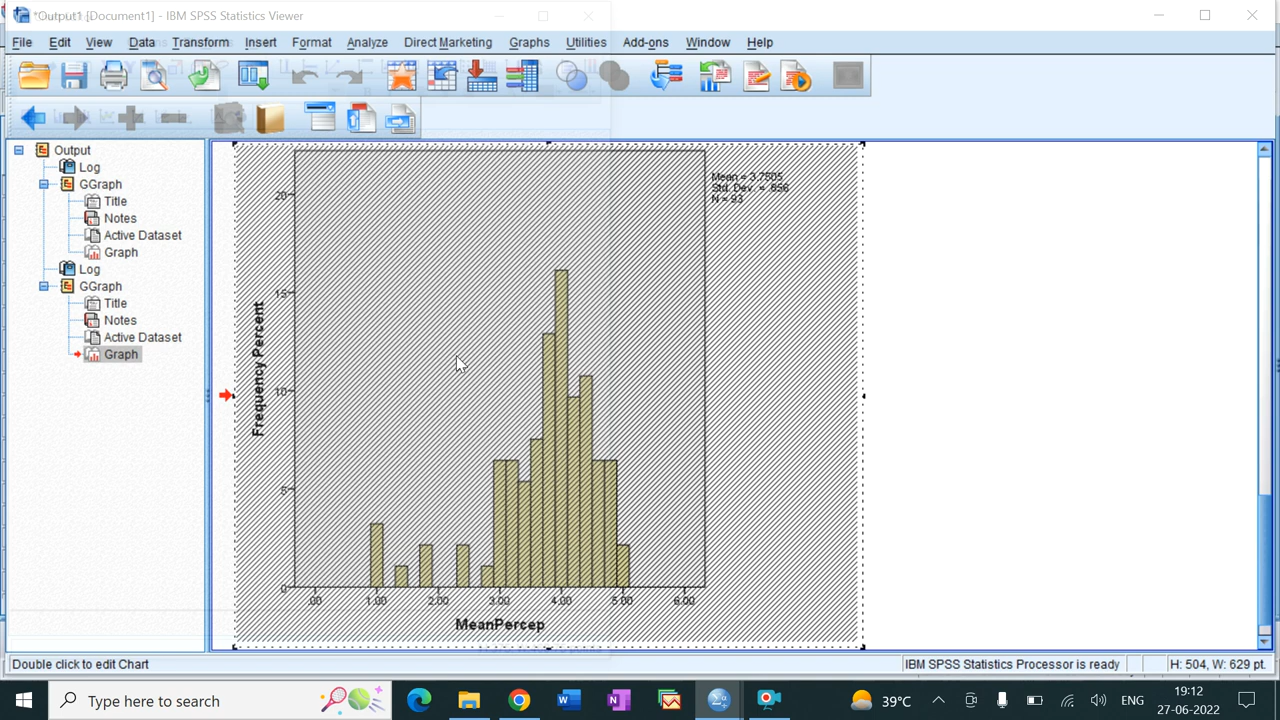 *Output1 [Document1] - IBM SPSS Statistics Viewer
File Edit View Data Transform Insert Format Analyze Direct Marketing Graphs Utilities Add-ons Window Help
Output
Log
GGraph
Title
Notes
Active Dataset
Graph
Log
GGraph
Title
Notes
Active Dataset
Graph
Mean = 3.7505
Std. Dev. = .856
N = 93
Frequency Percent
20
15
10
5
0
.00 1.00 2.00 3.00 4.00 5.00 6.00
MeanPercep
Double click to edit Chart
IBM SPSS Statistics Processor is ready
H: 504, W: 629 pt.
Type here to search
39°C
ENG
19:12
27-06-2022